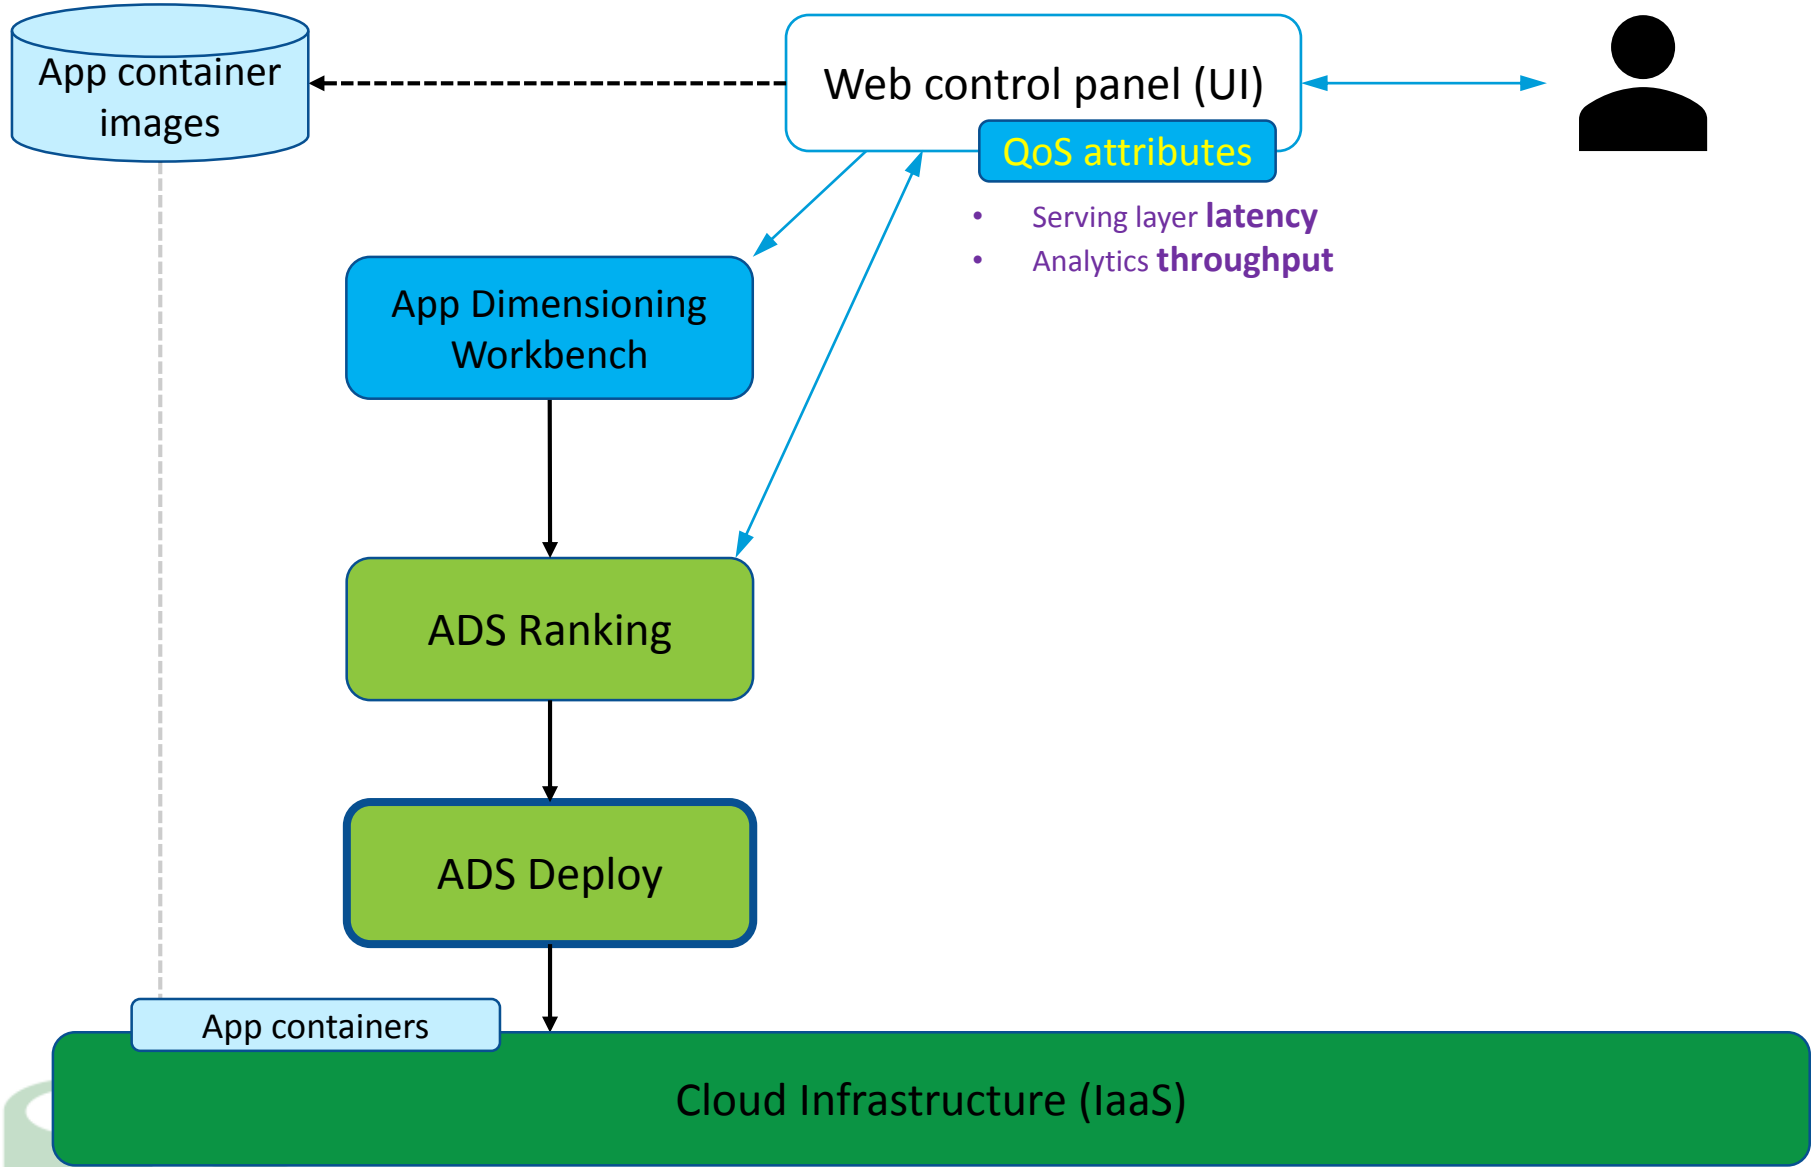 App container
images
Web control panel (UI)
QoS attributes
• Serving layer latency
• Analytics throughput
App Dimensioning
Workbench
ADS Ranking
ADS Deploy
App containers
Cloud Infrastructure (IaaS)